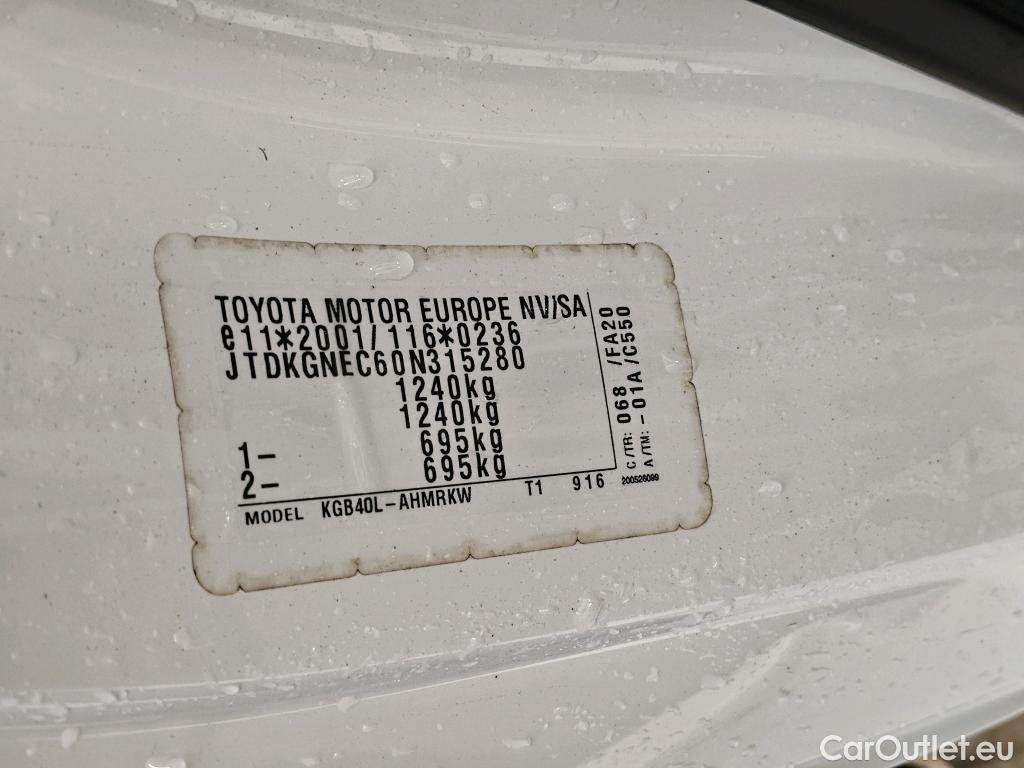 TOYOTA MOTOR EUROPE NV/SA
e11*2001/116*0236
JTDKGNEC60N315280
1240kg
1240kg
1- 695kg
2- 695kg
MODEL KGB40L-AHMRKW T1 916
C/TR: 068 /FA20
A/TM: -01A /C550
200526099
CarOutlet.eu